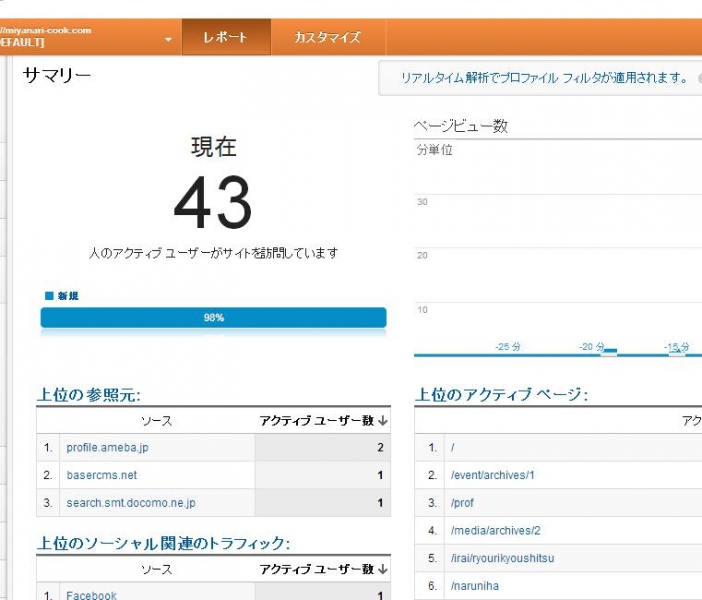 //miyanari-cook.com
EFAULT]
レポート
カスタマイズ
サマリー
リアルタイム解析でプロファイル フィルタが適用されます。
現在
43
人のアクティブ ユーザーがサイトを訪問しています
新規
98%
ページビュー数
分単位
30
20
10
-25 分
-20 分
-15 分
上位の参照元:
ソース アクティブ ユーザー数
1. profile.ameba.jp 2
2. basercms.net 1
3. search.smt.docomo.ne.jp 1
上位のソーシャル関連のトラフィック:
ソース アクティブ ユーザー数
1. Facebook 1
上位のアクティブ ページ:
アク
1. /
2. /event/archives/1
3. /prof
4. /media/archives/2
5. /irai/ryourikyoushitsu
6. /naruniha